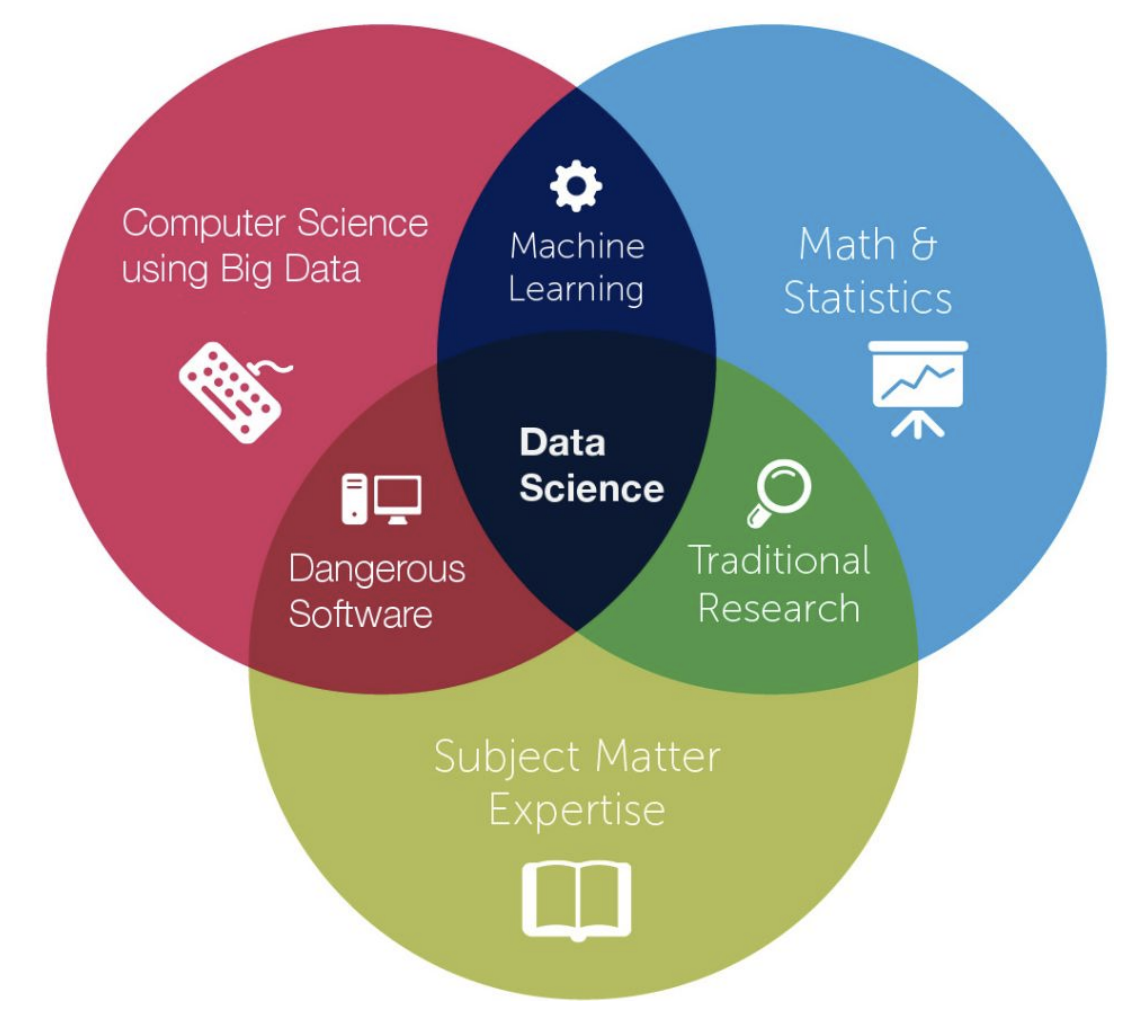 Computer Science
using Big Data
Machine
Learning
Math &
Statistics
Data
Science
Dangerous
Software
Traditional
Research
Subject Matter
Expertise